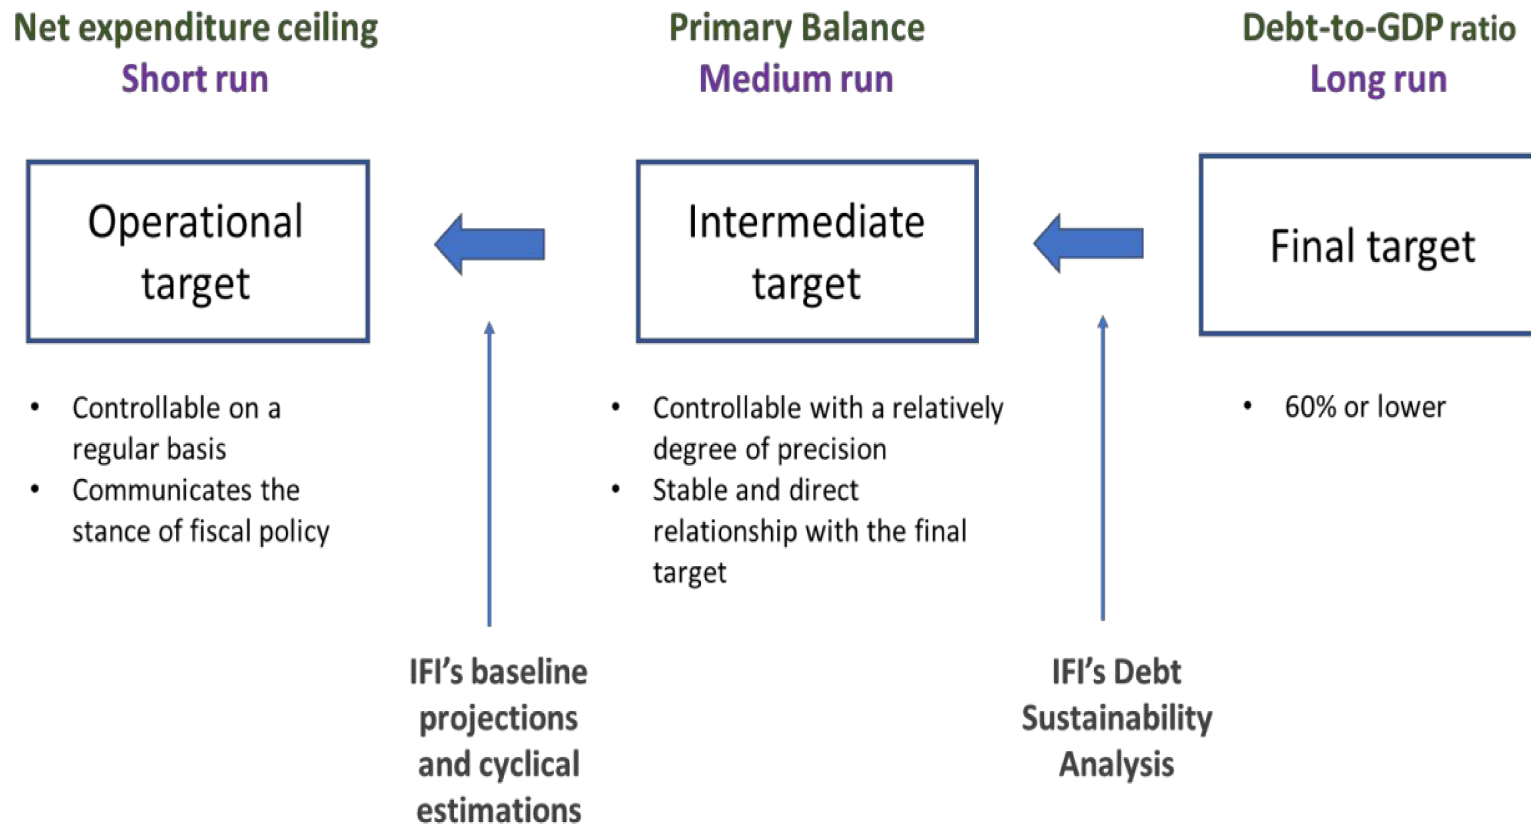 Net expenditure ceiling
Short run
Primary Balance
Medium run
Debt-to-GDP ratio
Long run
Operational
target
Intermediate
target
Final target
• Controllable on a
regular basis
• Communicates the
stance of fiscal policy
• Controllable with a relatively
degree of precision
• Stable and direct
relationship with the final
target
• 60% or lower
IFI’s baseline
projections
and cyclical
estimations
IFI’s Debt
Sustainability
Analysis